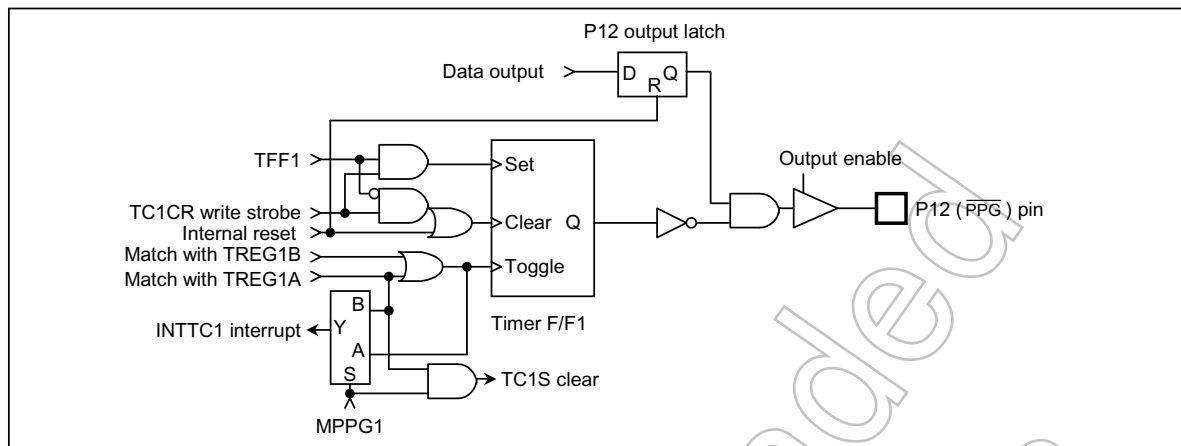 P12 output latch
Data output
D Q
R
TFF1
Set
Output enable
TC1CR write strobe
Internal reset
Clear Q
P12 (PPG) pin
Match with TREG1B
Match with TREG1A
Toggle
B
INTTC1 interrupt
Y
Timer F/F1
A
S
TC1S clear
MPPG1